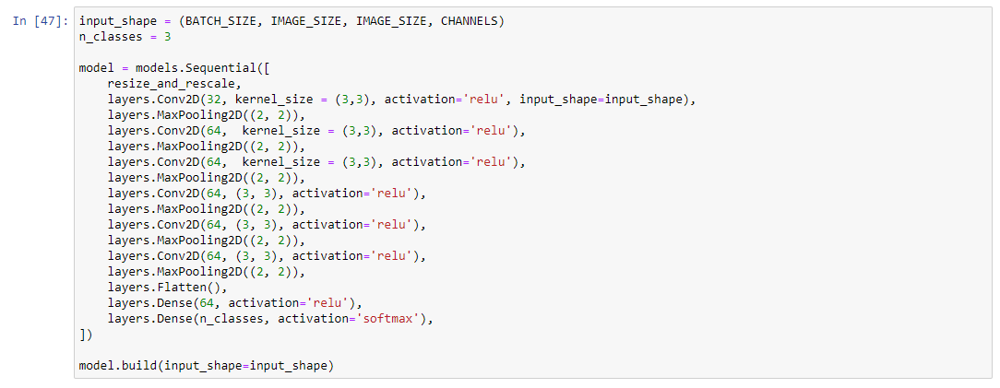 In [47]: input_shape = (BATCH_SIZE, IMAGE_SIZE, IMAGE_SIZE, CHANNELS)
n_classes = 3

model = models.Sequential([
    resize_and_rescale,
    layers.Conv2D(32, kernel_size = (3,3), activation='relu', input_shape=input_shape),
    layers.MaxPooling2D((2, 2)),
    layers.Conv2D(64,  kernel_size = (3,3), activation='relu'),
    layers.MaxPooling2D((2, 2)),
    layers.Conv2D(64,  kernel_size = (3,3), activation='relu'),
    layers.MaxPooling2D((2, 2)),
    layers.Conv2D(64, (3, 3), activation='relu'),
    layers.MaxPooling2D((2, 2)),
    layers.Conv2D(64, (3, 3), activation='relu'),
    layers.MaxPooling2D((2, 2)),
    layers.Conv2D(64, (3, 3), activation='relu'),
    layers.MaxPooling2D((2, 2)),
    layers.Flatten(),
    layers.Dense(64, activation='relu'),
    layers.Dense(n_classes, activation='softmax'),
])

model.build(input_shape=input_shape)